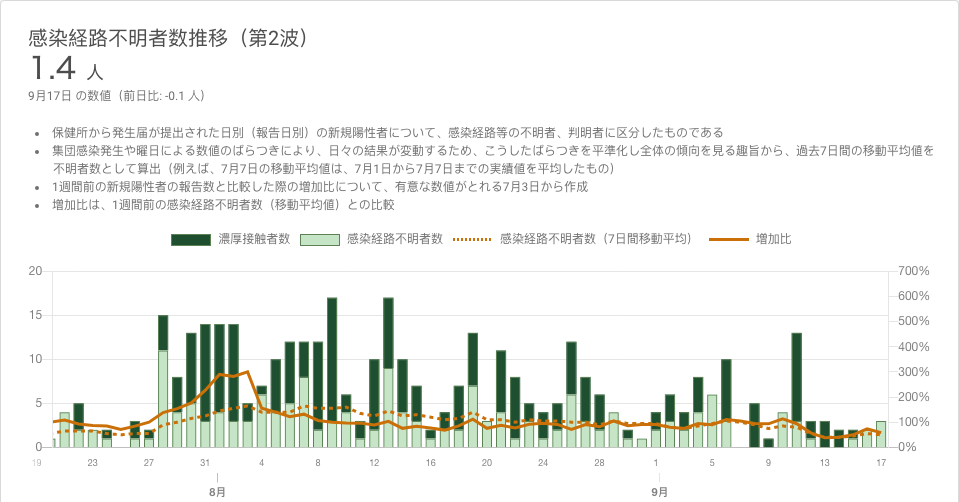 感染経路不明者数推移（第2波）
1.4 人
9月17日 の数値（前日比: -0.1 人）
• 保健所から発生届が提出された日別（報告日別）の新規陽性者について、感染経路等の不明者、判明者に区分したものである
• 集団感染発生や曜日による数値のばらつきにより、日々の結果が変動するため、こうしたばらつきを平準化し全体の傾向を見る趣旨から、過去7日間の移動平均値を
不明者数として算出（例えば、7月7日の移動平均値は、7月1日から7月7日までの実績値を平均したもの）
• 1週間前の新規陽性者の報告数と比較した際の増加比について、有意な数値がとれる7月3日から作成
• 増加比は、1週間前の感染経路不明者数（移動平均値）との比較
濃厚接触者数 感染経路不明者数 感染経路不明者数（7日間移動平均） 増加比
20 700%
600%
15
500%
10 400%
300%
5 200%
100%
0 0%
19 23 27 31 4 8 12 16 20 24 28 1 5 9 13 17
8月 9月